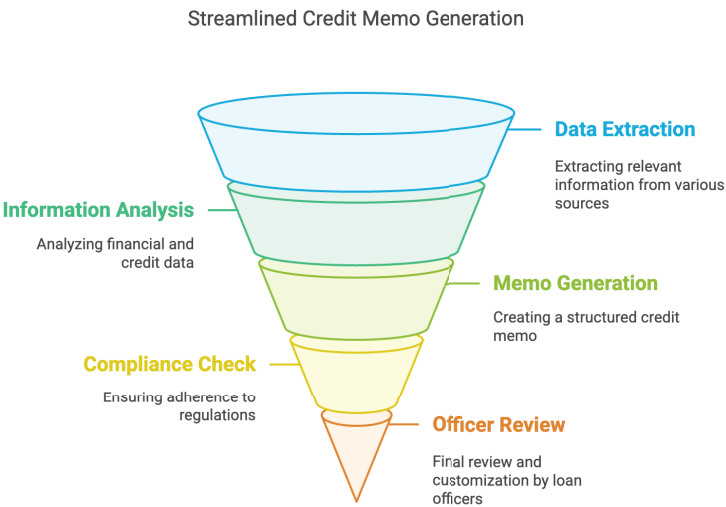 Streamlined Credit Memo Generation
Data Extraction
Extracting relevant
information from various
sources
Information Analysis
Analyzing financial and
credit data
Memo Generation
Creating a structured credit
memo
Compliance Check
Ensuring adherence to
regulations
Officer Review
Final review and
customization by loan
officers